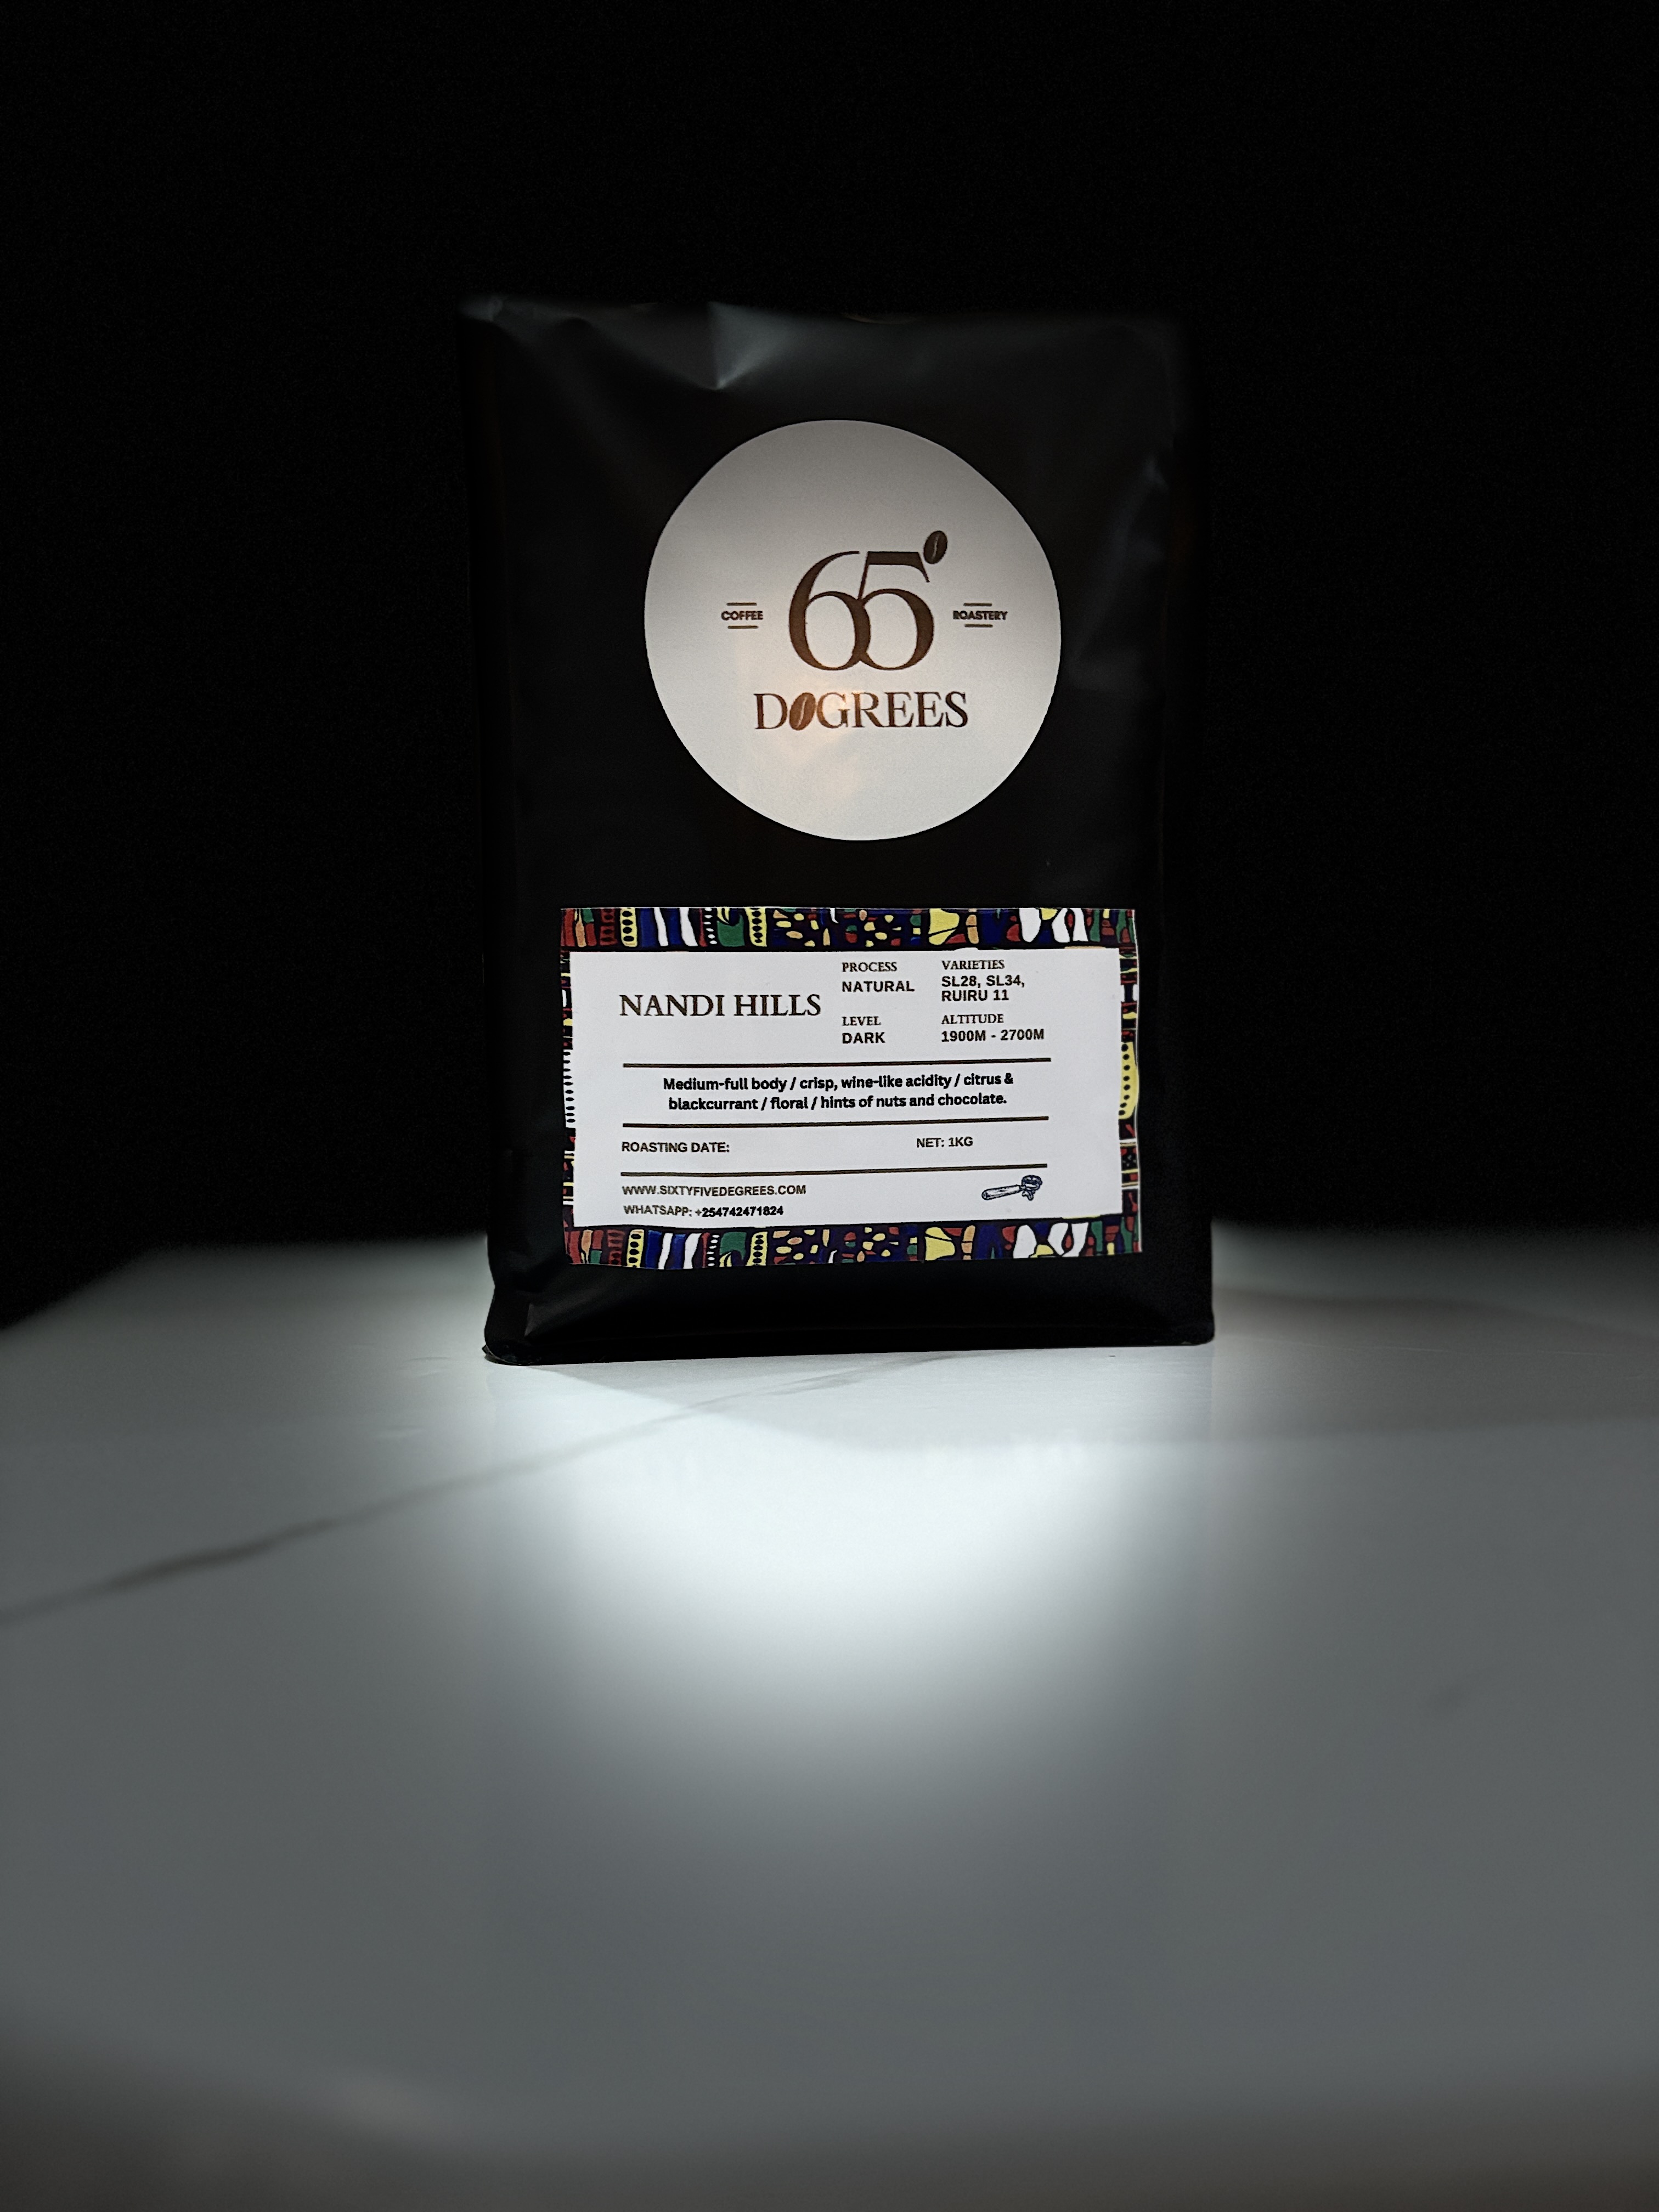 65
COFFEE
ROASTERY
DEGREES
NANDI HILLS
PROCESS
NATURAL
VARIETIES
SL28, SL34,
RUIRU 11
LEVEL
DARK
ALTITUDE
1900M - 2700M
Medium-full body / crisp, wine-like acidity / citrus &
blackcurrant / floral / hints of nuts and chocolate.
ROASTING DATE:
NET: 1KG
WWW.SIXTYFIVEDEGREES.COM
WHATSAPP: +254742471824